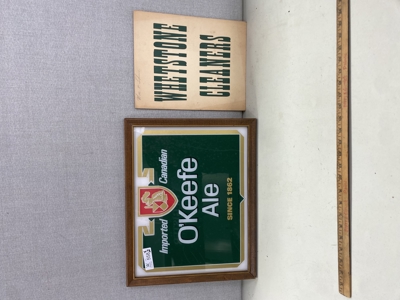 WHETSTONE
CLEANERS
Imported Canadian
O'Keefe
Ale
SINCE 1862